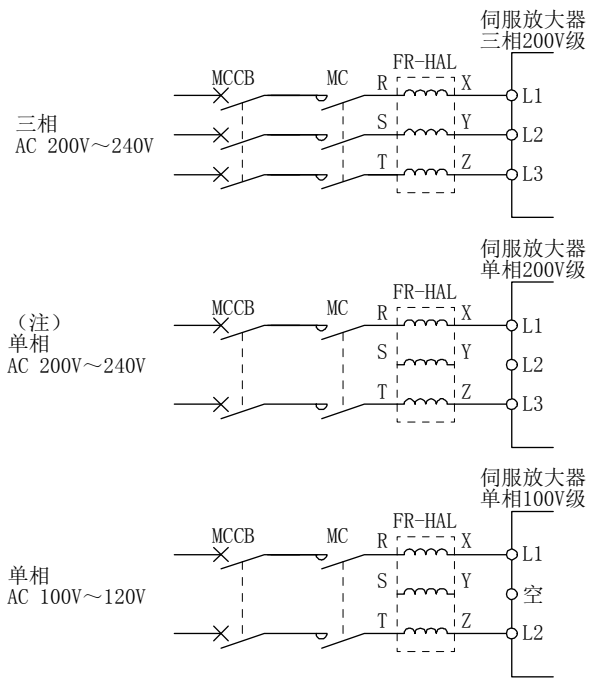 伺服放大器
三相200V级
FR-HAL
MCCB
MC
R
X
L1
三相
AC 200V～240V
S
Y
L2
T
Z
L3
伺服放大器
单相200V级
FR-HAL
MCCB
MC
R
X
L1
（注）
单相
AC 200V～240V
S
Y
L2
T
Z
L3
伺服放大器
单相100V级
FR-HAL
MCCB
MC
R
X
L1
单相
AC 100V～120V
S
Y
空
T
Z
L2